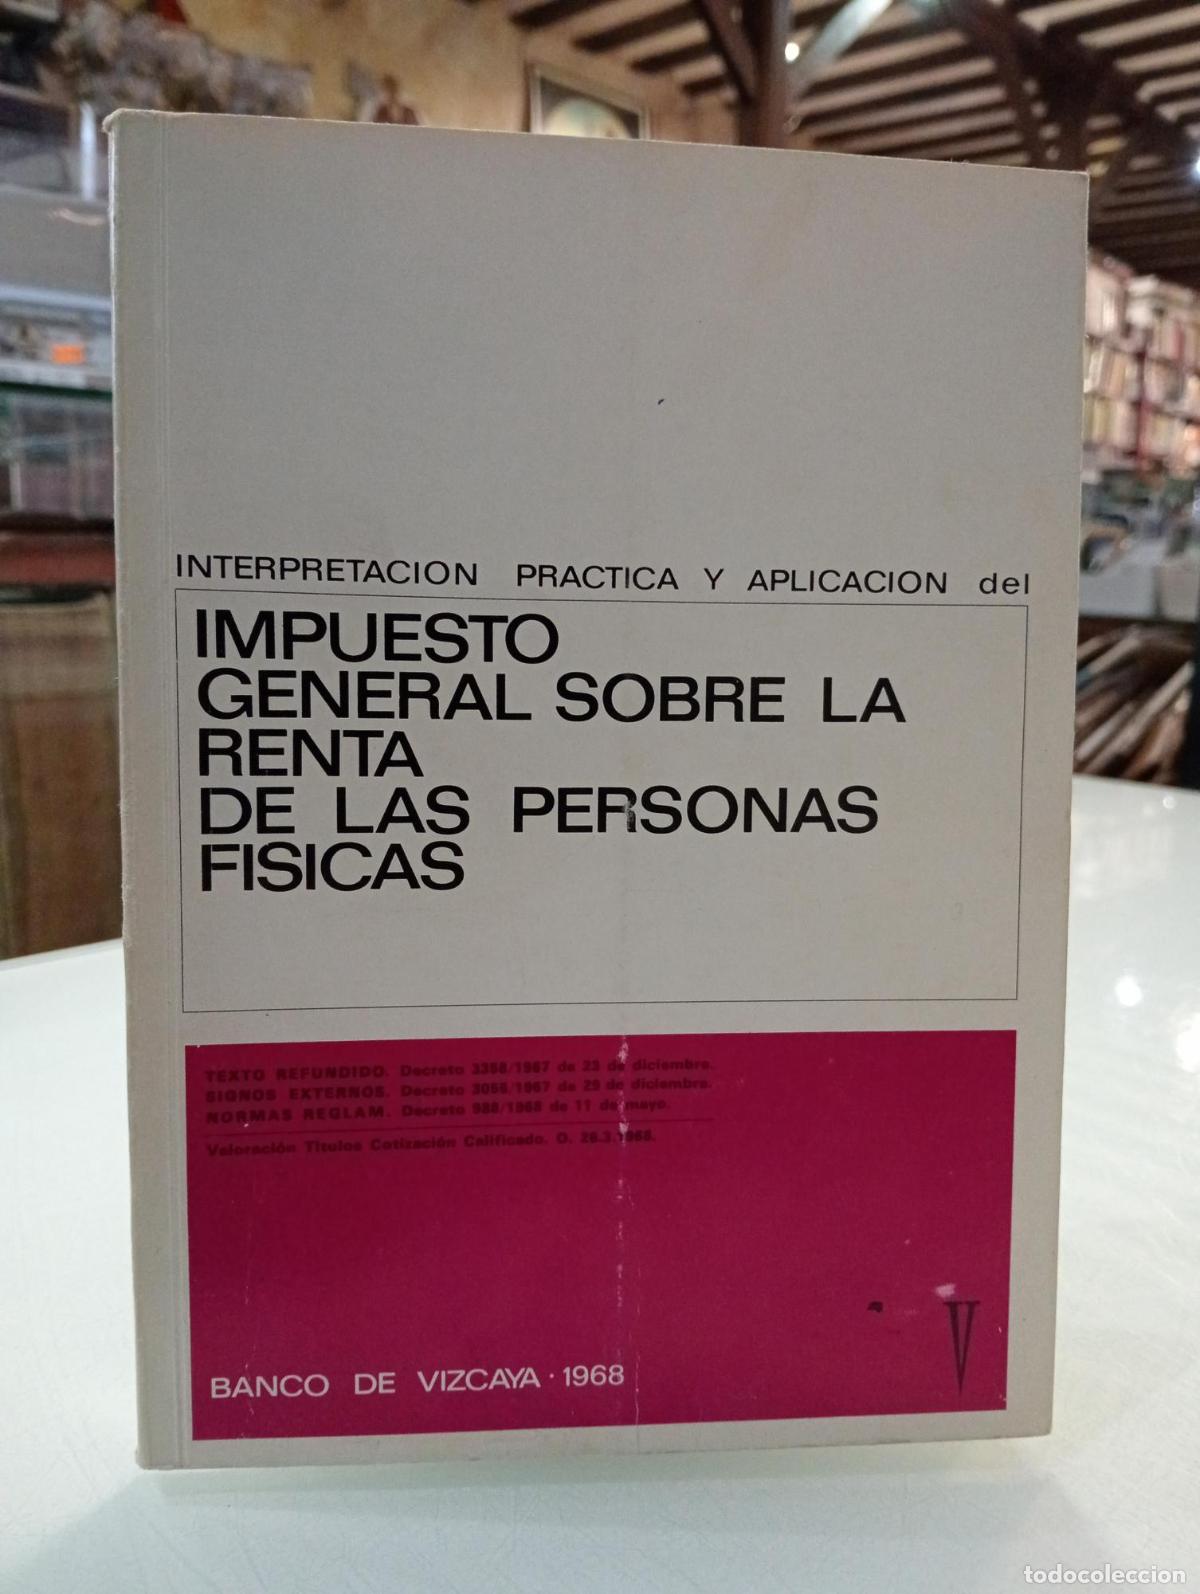 INTERPRETACION PRACTICA Y APLICACION del
IMPUESTO
GENERAL SOBRE LA
RENTA
DE LAS PERSONAS
FISICAS
TEXTO REFUNDIDO. Decreto 3358/1967 de 23 de diciembre.
SIGNOS EXTERNOS. Decreto 3056/1967 de 29 de diciembre.
NORMAS REGLAM. Decreto 988/1968 de 11 de mayo.
Valoración Títulos Cotización Calificado. O. 26.3.1968.
BANCO DE VIZCAYA · 1968
V
todocoleccion